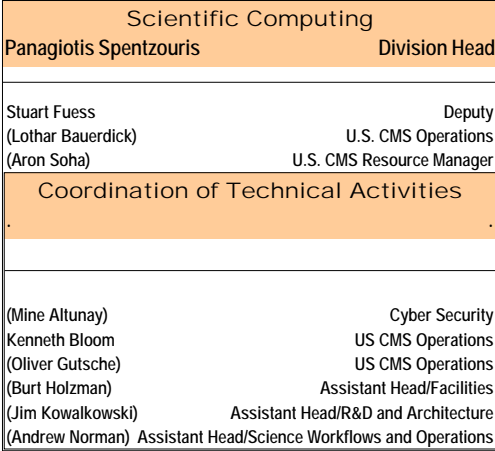 Scientific Computing
Panagiotis Spentzouris Division Head
Stuart Fuess Deputy
(Lothar Bauerdick) U.S. CMS Operations
(Aron Soha) U.S. CMS Resource Manager
Coordination of Technical Activities
. .
(Mine Altunay) Cyber Security
Kenneth Bloom US CMS Operations
(Oliver Gutsche) US CMS Operations
(Burt Holzman) Assistant Head/Facilities
(Jim Kowalkowski) Assistant Head/R&D and Architecture
(Andrew Norman) Assistant Head/Science Workflows and Operations